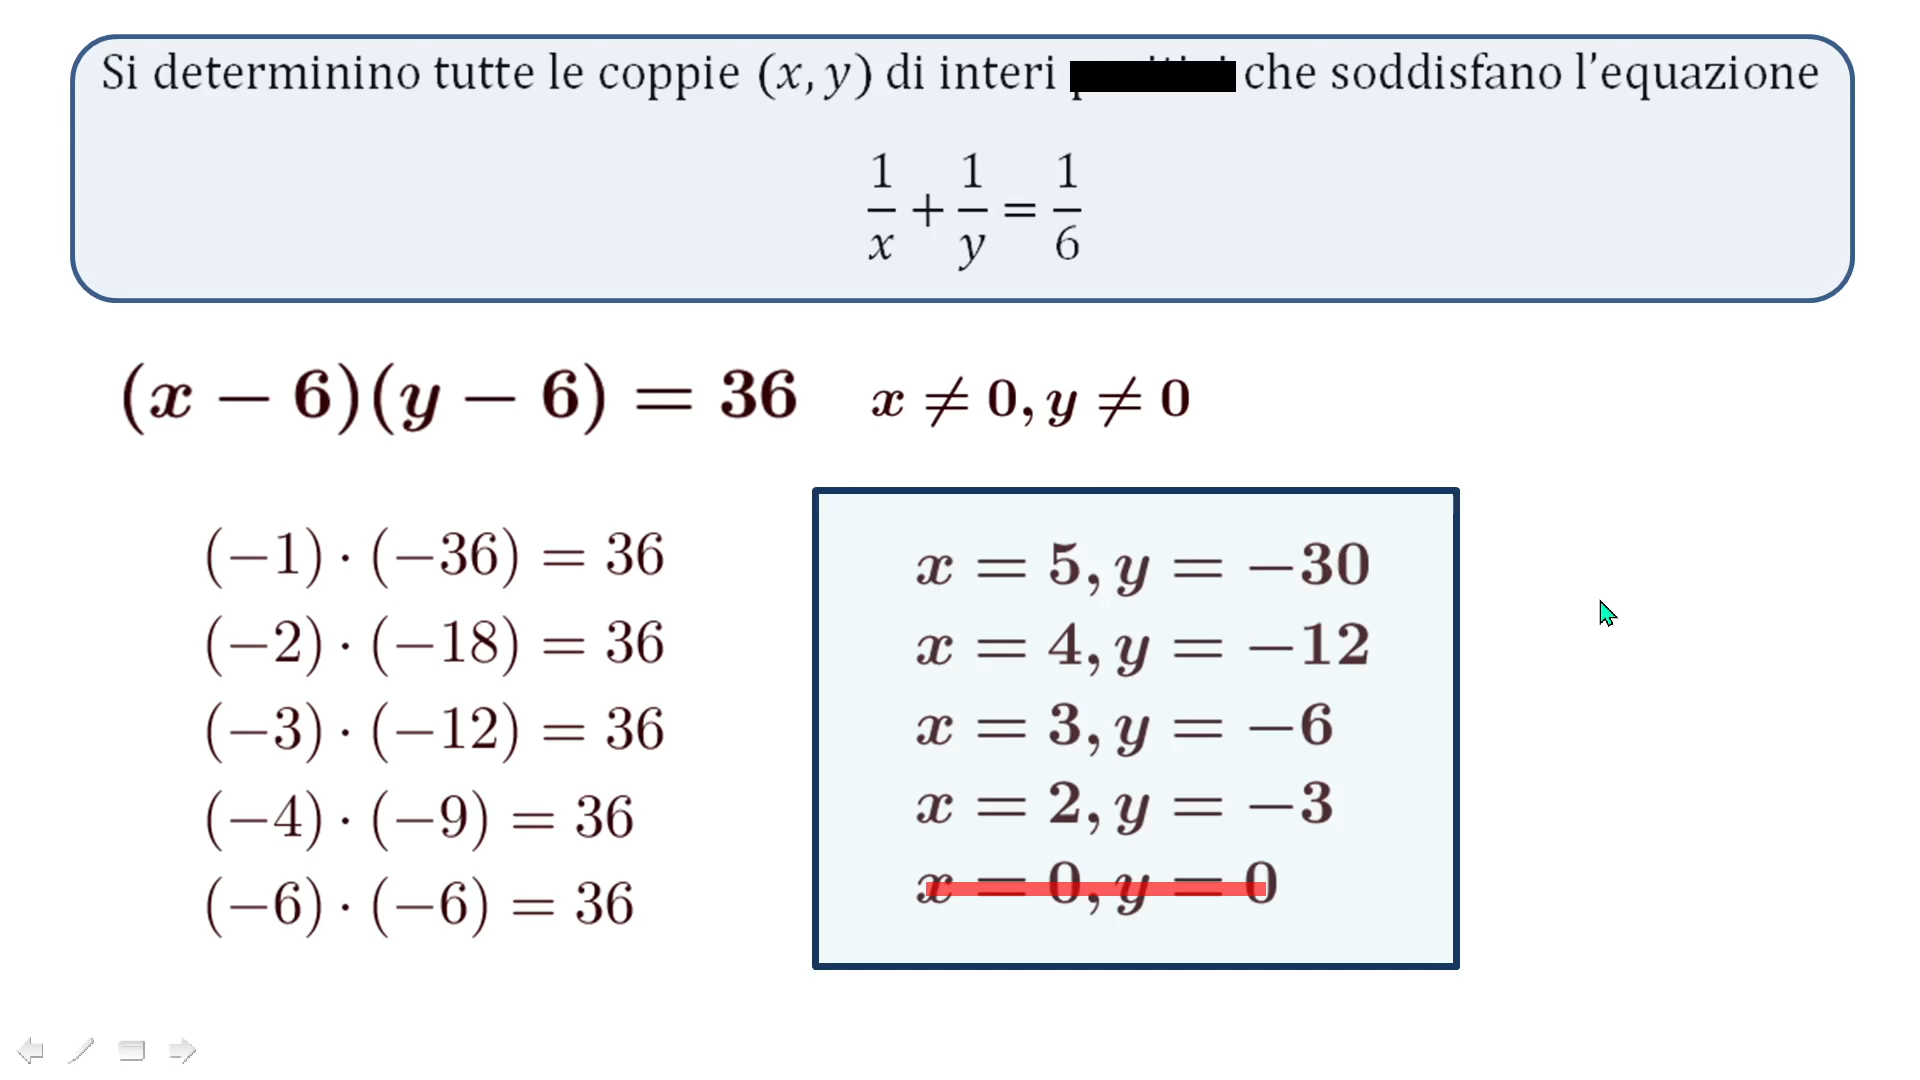 Si determinino tutte le coppie (x, y) di interi che soddisfano l'equazione
1/x + 1/y = 1/6
(x − 6)(y − 6) = 36   x ≠ 0, y ≠ 0
(−1) · (−36) = 36
(−2) · (−18) = 36
(−3) · (−12) = 36
(−4) · (−9) = 36
(−6) · (−6) = 36
x = 5, y = −30
x = 4, y = −12
x = 3, y = −6
x = 2, y = −3
x = 0, y = 0